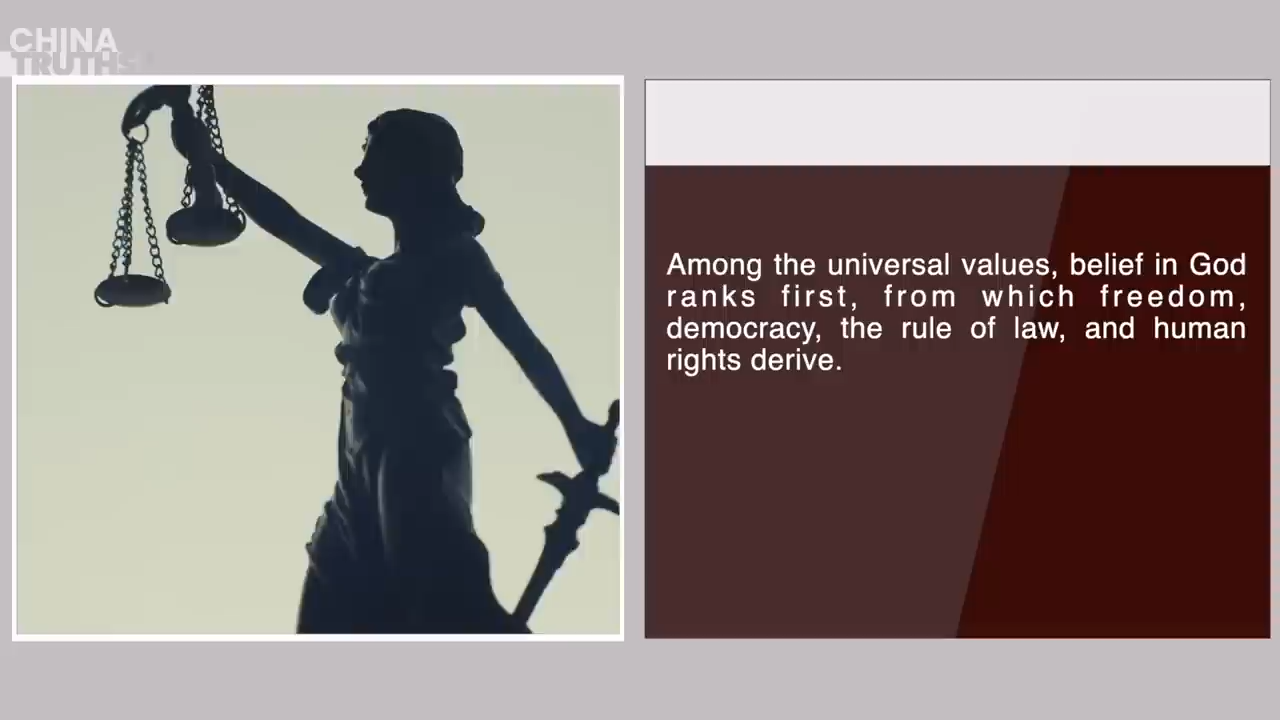 CHINA
TRUTHS
Among the universal values, belief in God
ranks first, from which freedom,
democracy, the rule of law, and human
rights derive.